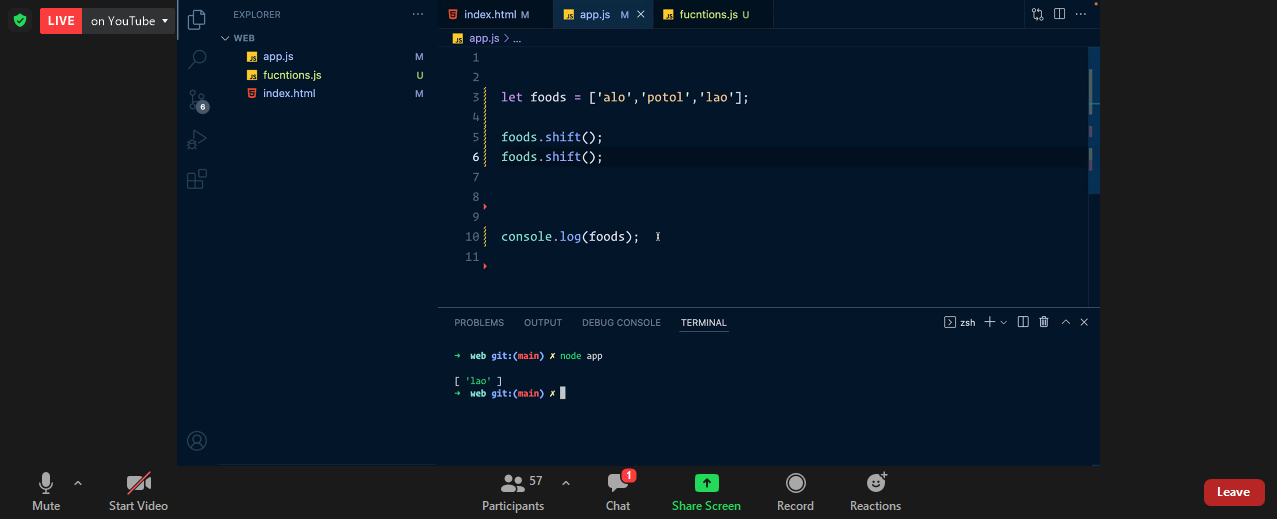 LIVE on YouTube
EXPLORER
WEB
app.js M
fucntions.js U
index.html M
6
index.html M
app.js M
fucntions.js U
app.js > ...
1
2
3 let foods = ['alo','potol','lao'];
4
5 foods.shift();
6 foods.shift();
7
8
9
10 console.log(foods);
11
PROBLEMS OUTPUT DEBUG CONSOLE TERMINAL
zsh
→ web git:(main) ✗ node app
[ 'lao' ]
→ web git:(main) ✗
Mute
Start Video
Participants 57
Chat 1
Share Screen
Record
Reactions
Leave